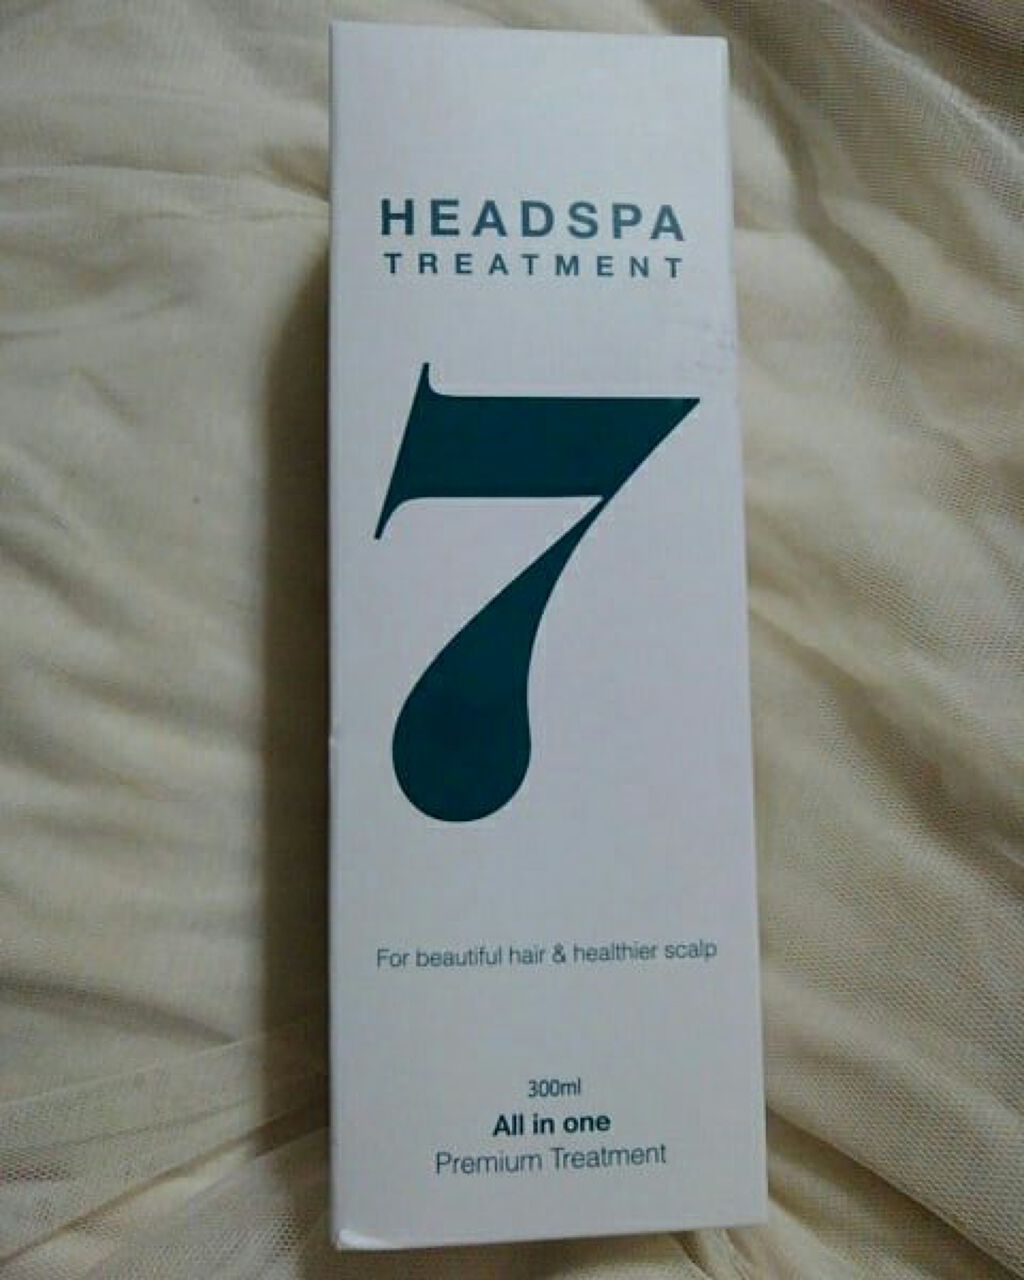 HEADSPA
TREATMENT
7
For beautiful hair & healthier scalp
300ml
All in one
Premium Treatment